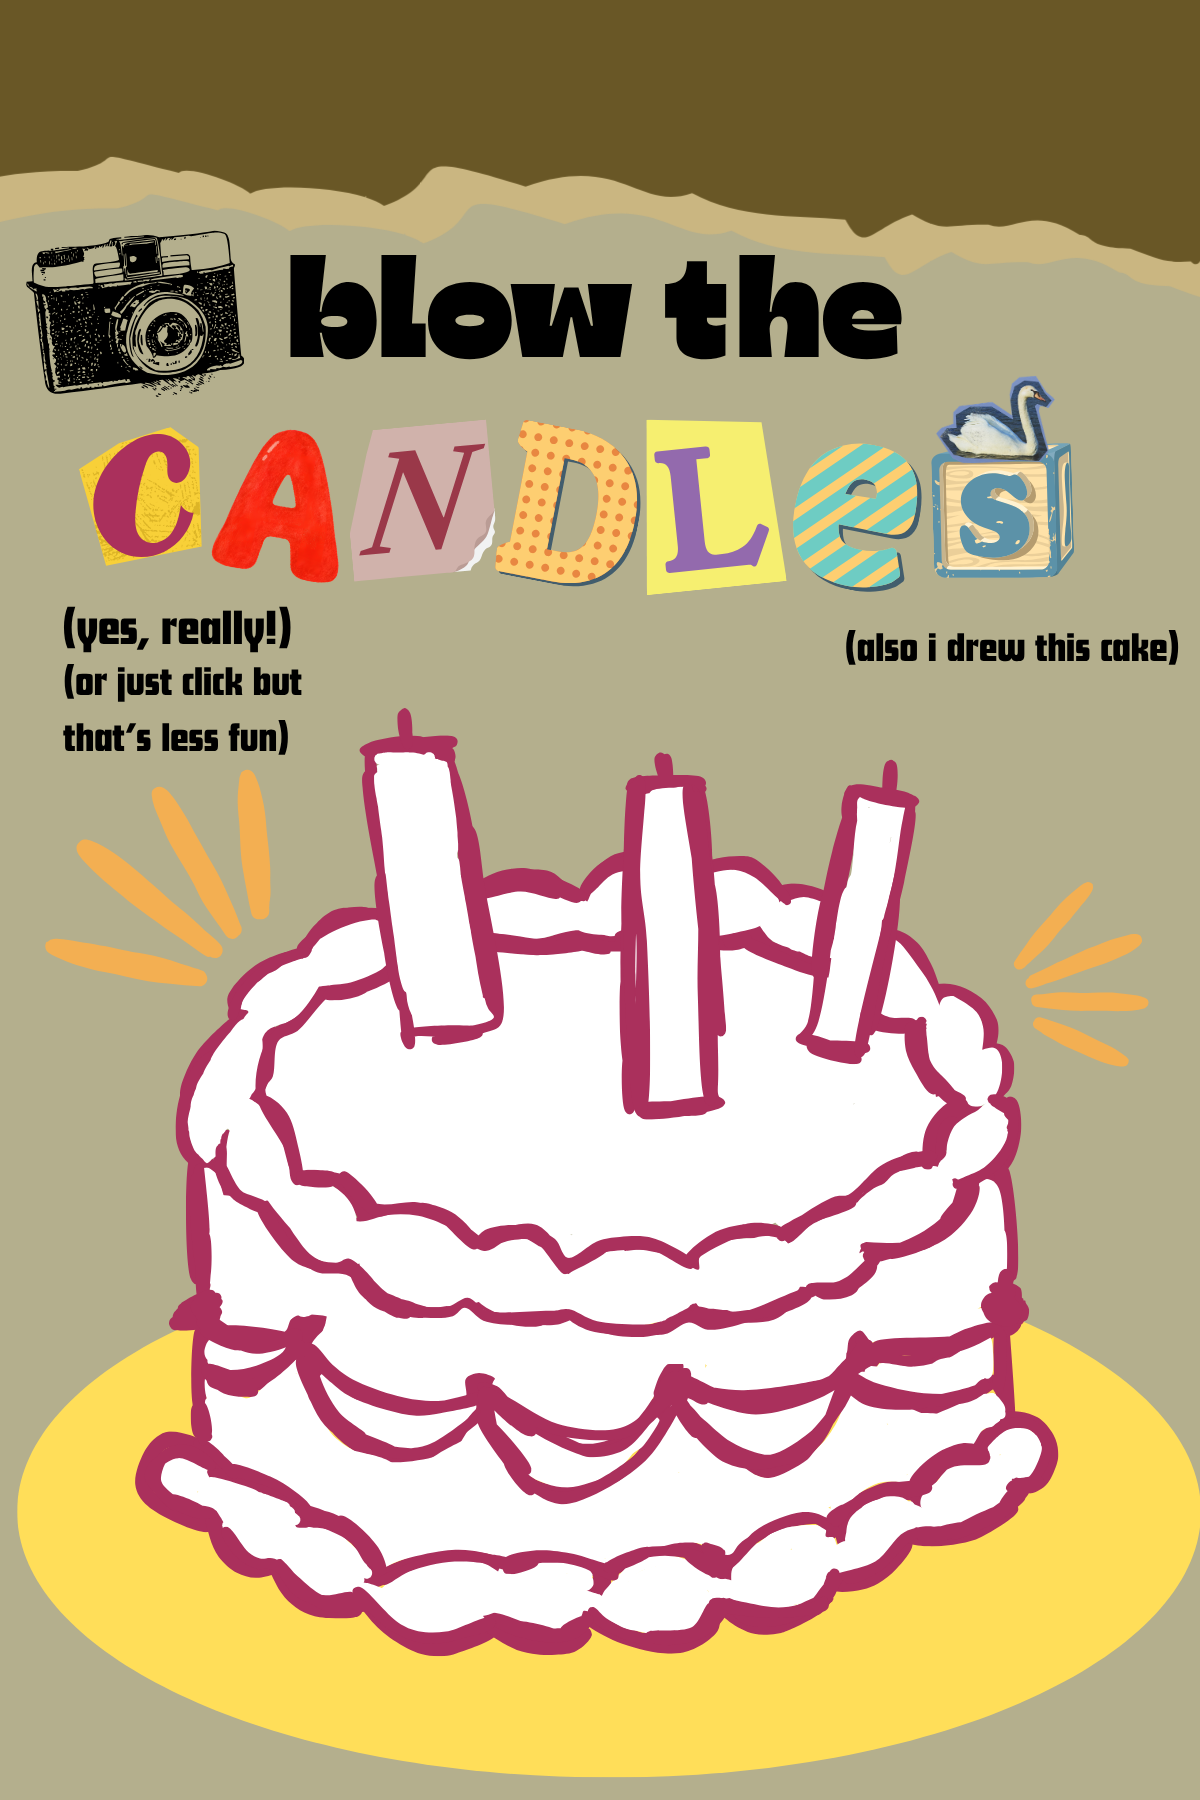 blow the
CANDLeS
(yes, really!)
(or just click but
that's less fun)
(also i drew this cake)